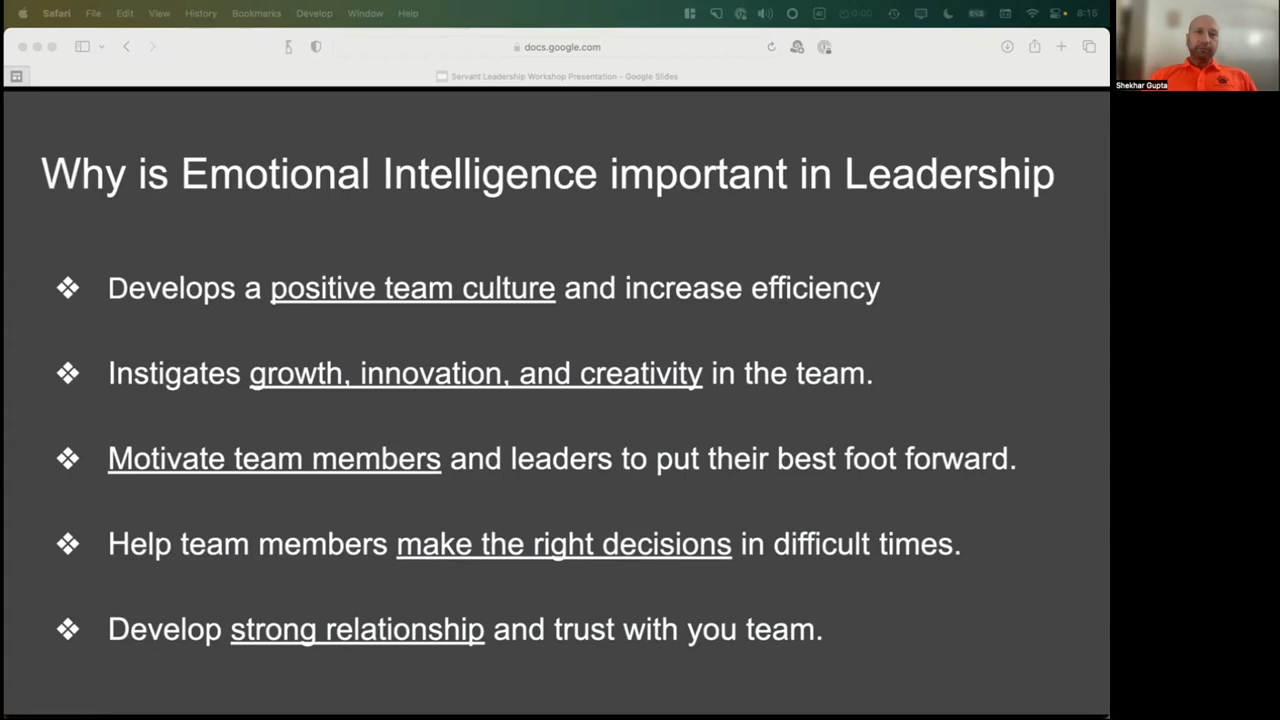 Safari File Edit View History Bookmarks Develop Window Help 8:15
docs.google.com
Servant Leadership Workshop Presentation - Google Slides
Shekhar Gupta
Why is Emotional Intelligence important in Leadership
❖ Develops a positive team culture and increase efficiency
❖ Instigates growth, innovation, and creativity in the team.
❖ Motivate team members and leaders to put their best foot forward.
❖ Help team members make the right decisions in difficult times.
❖ Develop strong relationship and trust with you team.